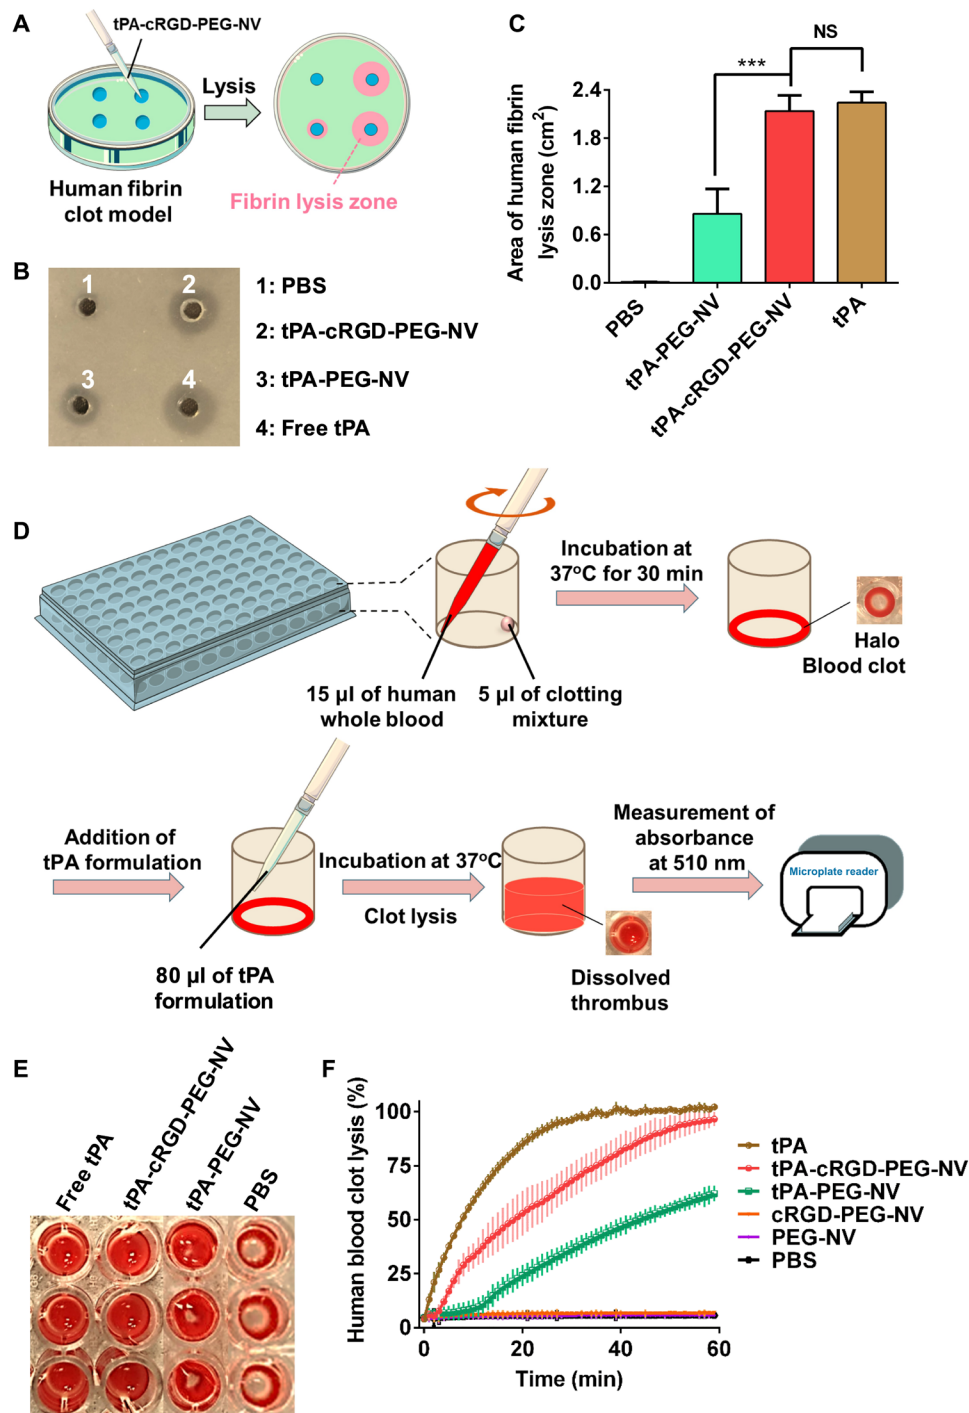 A
tPA-cRGD-PEG-NV
Lysis
Human fibrin
clot model
Fibrin lysis zone
B
1
2
3
4
1: PBS
2: tPA-cRGD-PEG-NV
3: tPA-PEG-NV
4: Free tPA
C
NS
***
Area of human fibrin
lysis zone (cm²)
2.4
1.8
1.2
0.6
0.0
PBS
tPA-PEG-NV
tPA-cRGD-PEG-NV
tPA
D
Incubation at
37°C for 30 min
Halo
Blood clot
15 µl of human
whole blood
5 µl of clotting
mixture
Addition of
tPA formulation
Incubation at 37°C
Clot lysis
Measurement of
absorbance
at 510 nm
Microplate reader
80 µl of tPA
formulation
Dissolved
thrombus
E
Free tPA
tPA-cRGD-PEG-NV
tPA-PEG-NV
PBS
F
Human blood clot lysis (%)
100
75
50
25
0
0
20
40
60
Time (min)
tPA
tPA-cRGD-PEG-NV
tPA-PEG-NV
cRGD-PEG-NV
PEG-NV
PBS